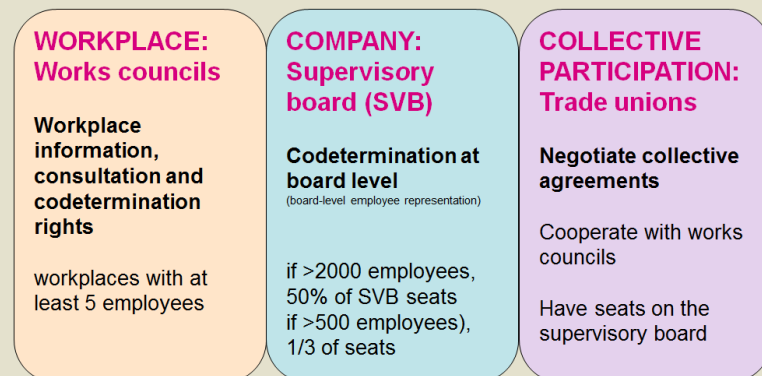 WORKPLACE:
Works councils
Workplace
information,
consultation and
codetermination
rights
workplaces with at
least 5 employees
COMPANY:
Supervisory
board (SVB)
Codetermination at
board level
(board-level employee representation)
if >2000 employees,
50% of SVB seats
if >500 employees),
1/3 of seats
COLLECTIVE
PARTICIPATION:
Trade unions
Negotiate collective
agreements
Cooperate with works
councils
Have seats on the
supervisory board